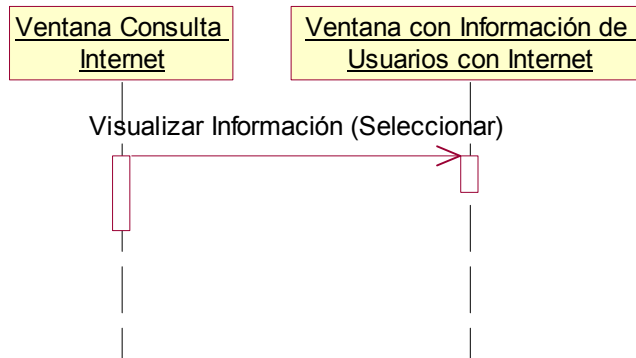 Ventana Consulta
Internet
Ventana con Información de
Usuarios con Internet
Visualizar Información (Seleccionar)